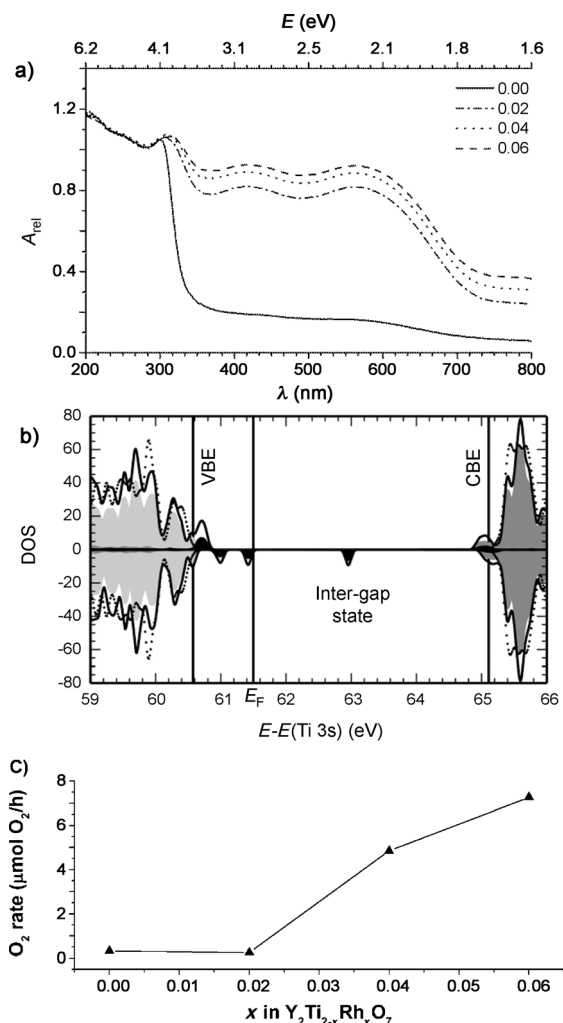 E (eV)
6.2 4.1 3.1 2.5 2.1 1.8 1.6
a)
0.00
0.02
0.04
0.06
1.2
0.8
0.4
0.0
A_rel
200 300 400 500 600 700 800
λ (nm)
b)
80
60
40
20
0
-20
-40
-60
-80
DOS
VBE
CBE
Inter-gap
state
59 60 61 E_F 62 63 64 65 66
E-E(Ti 3s) (eV)
C)
8
6
4
2
0
O₂ rate (μmol O₂/h)
0.00 0.01 0.02 0.03 0.04 0.05 0.06
x in Y₂Ti₂₋ₓRhₓO₇